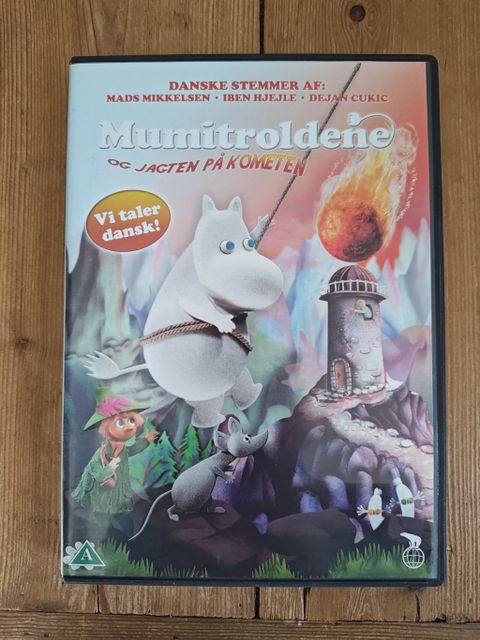 DANSKE STEMMER AF:
MADS MIKKELSEN • IBEN HJEJLE • DEJAN CUKIC
Mumitroldene
OG JAGTEN PÅ KOMETEN
Vi taler
dansk!
A